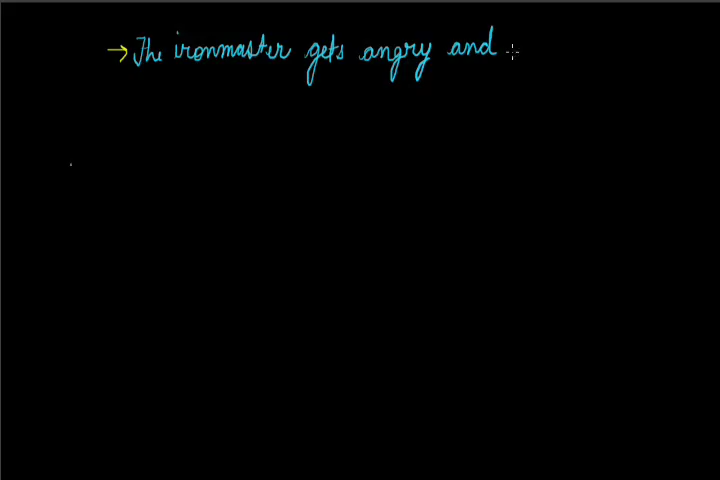 → The ironmaster gets angry and